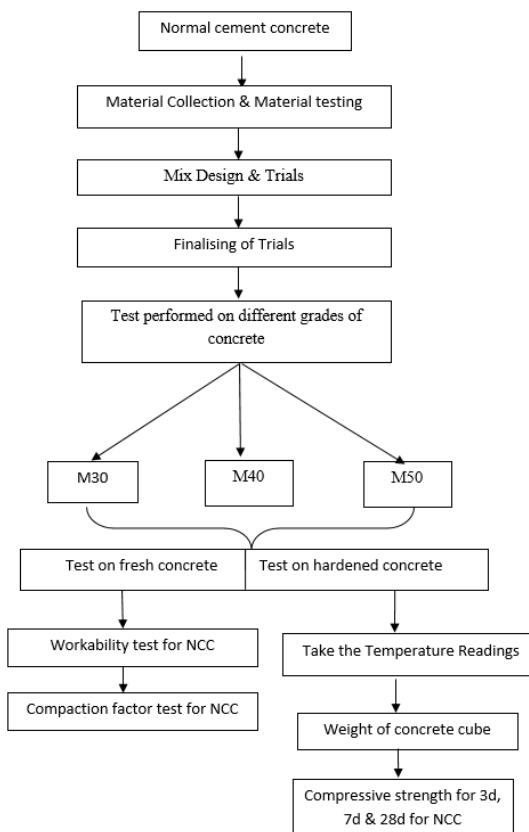 Normal cement concrete
Material Collection & Material testing
Mix Design & Trials
Finalising of Trials
Test performed on different grades of
concrete
M30
M40
M50
Test on fresh concrete
Test on hardened concrete
Workability test for NCC
Compaction factor test for NCC
Take the Temperature Readings
Weight of concrete cube
Compressive strength for 3d,
7d & 28d for NCC